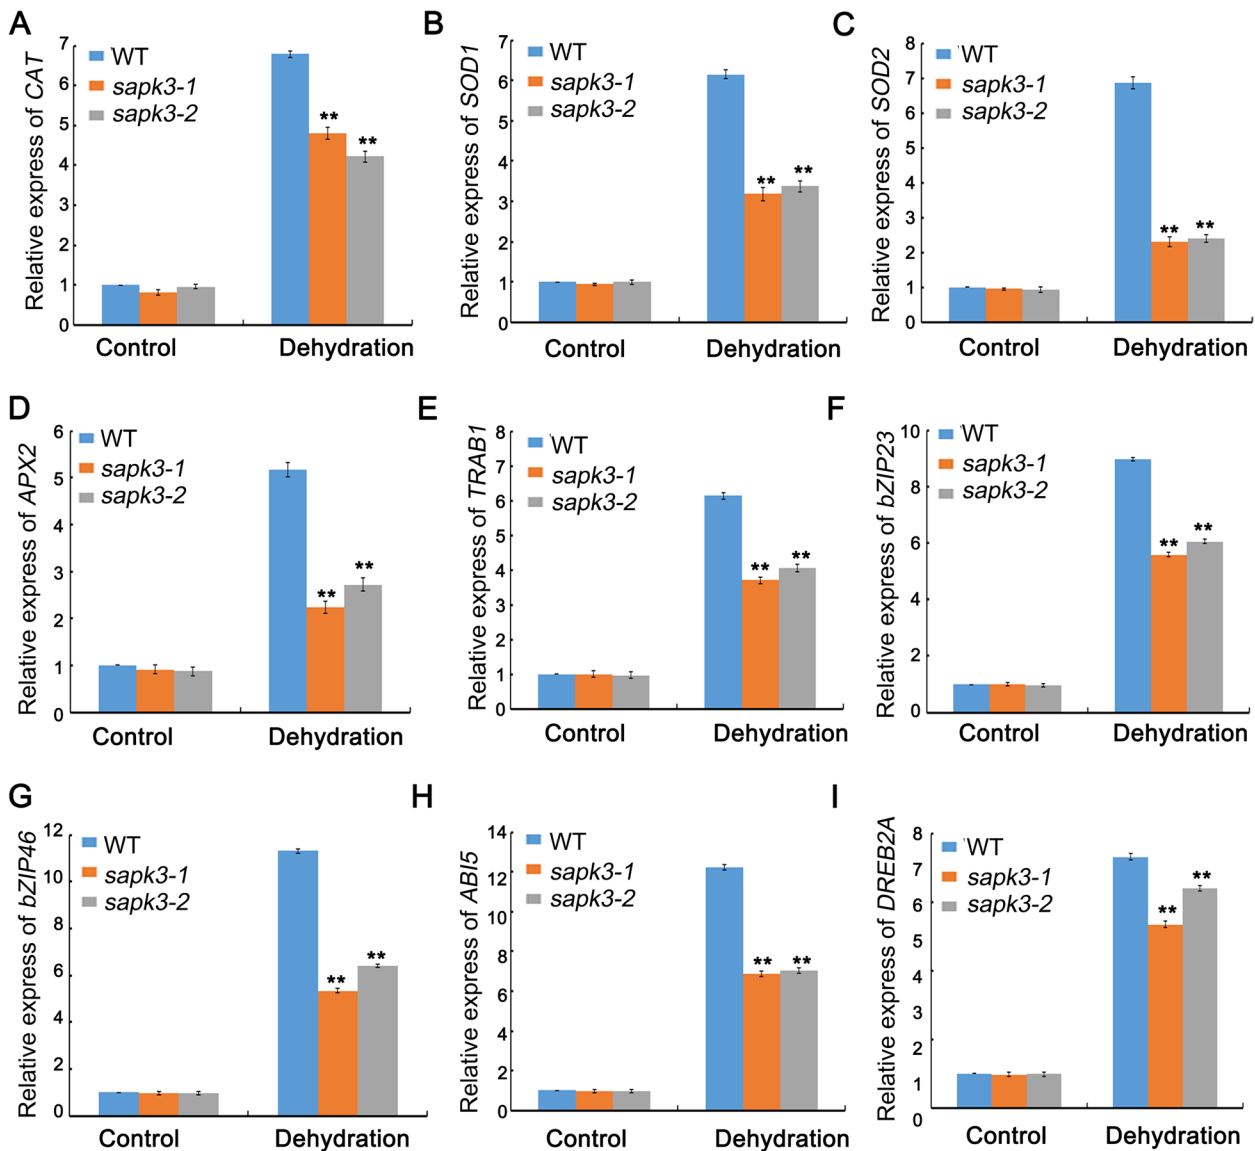 A
Relative express of CAT
7
6
5
4
3
2
1
0
WT
sapk3-1
sapk3-2
**
**
Control
Dehydration
B
Relative express of SOD1
7
6
5
4
3
2
1
0
WT
sapk3-1
sapk3-2
**
**
Control
Dehydration
C
Relative express of SOD2
8
7
6
5
4
3
2
1
0
WT
sapk3-1
sapk3-2
**
**
Control
Dehydration
D
Relative express of APX2
6
5
4
3
2
1
0
WT
sapk3-1
sapk3-2
**
**
Control
Dehydration
E
Relative express of TRAB1
8
7
6
5
4
3
2
1
0
WT
sapk3-1
sapk3-2
**
**
Control
Dehydration
F
Relative express of bZIP23
10
8
6
4
2
0
WT
sapk3-1
sapk3-2
**
**
Control
Dehydration
G
Relative express of bZIP46
12
10
8
6
4
2
0
WT
sapk3-1
sapk3-2
**
**
Control
Dehydration
H
Relative express of ABI5
14
12
10
8
6
4
2
0
WT
sapk3-1
sapk3-2
**
**
Control
Dehydration
I
Relative express of DREB2A
8
7
6
5
4
3
2
1
0
WT
sapk3-1
sapk3-2
**
**
Control
Dehydration